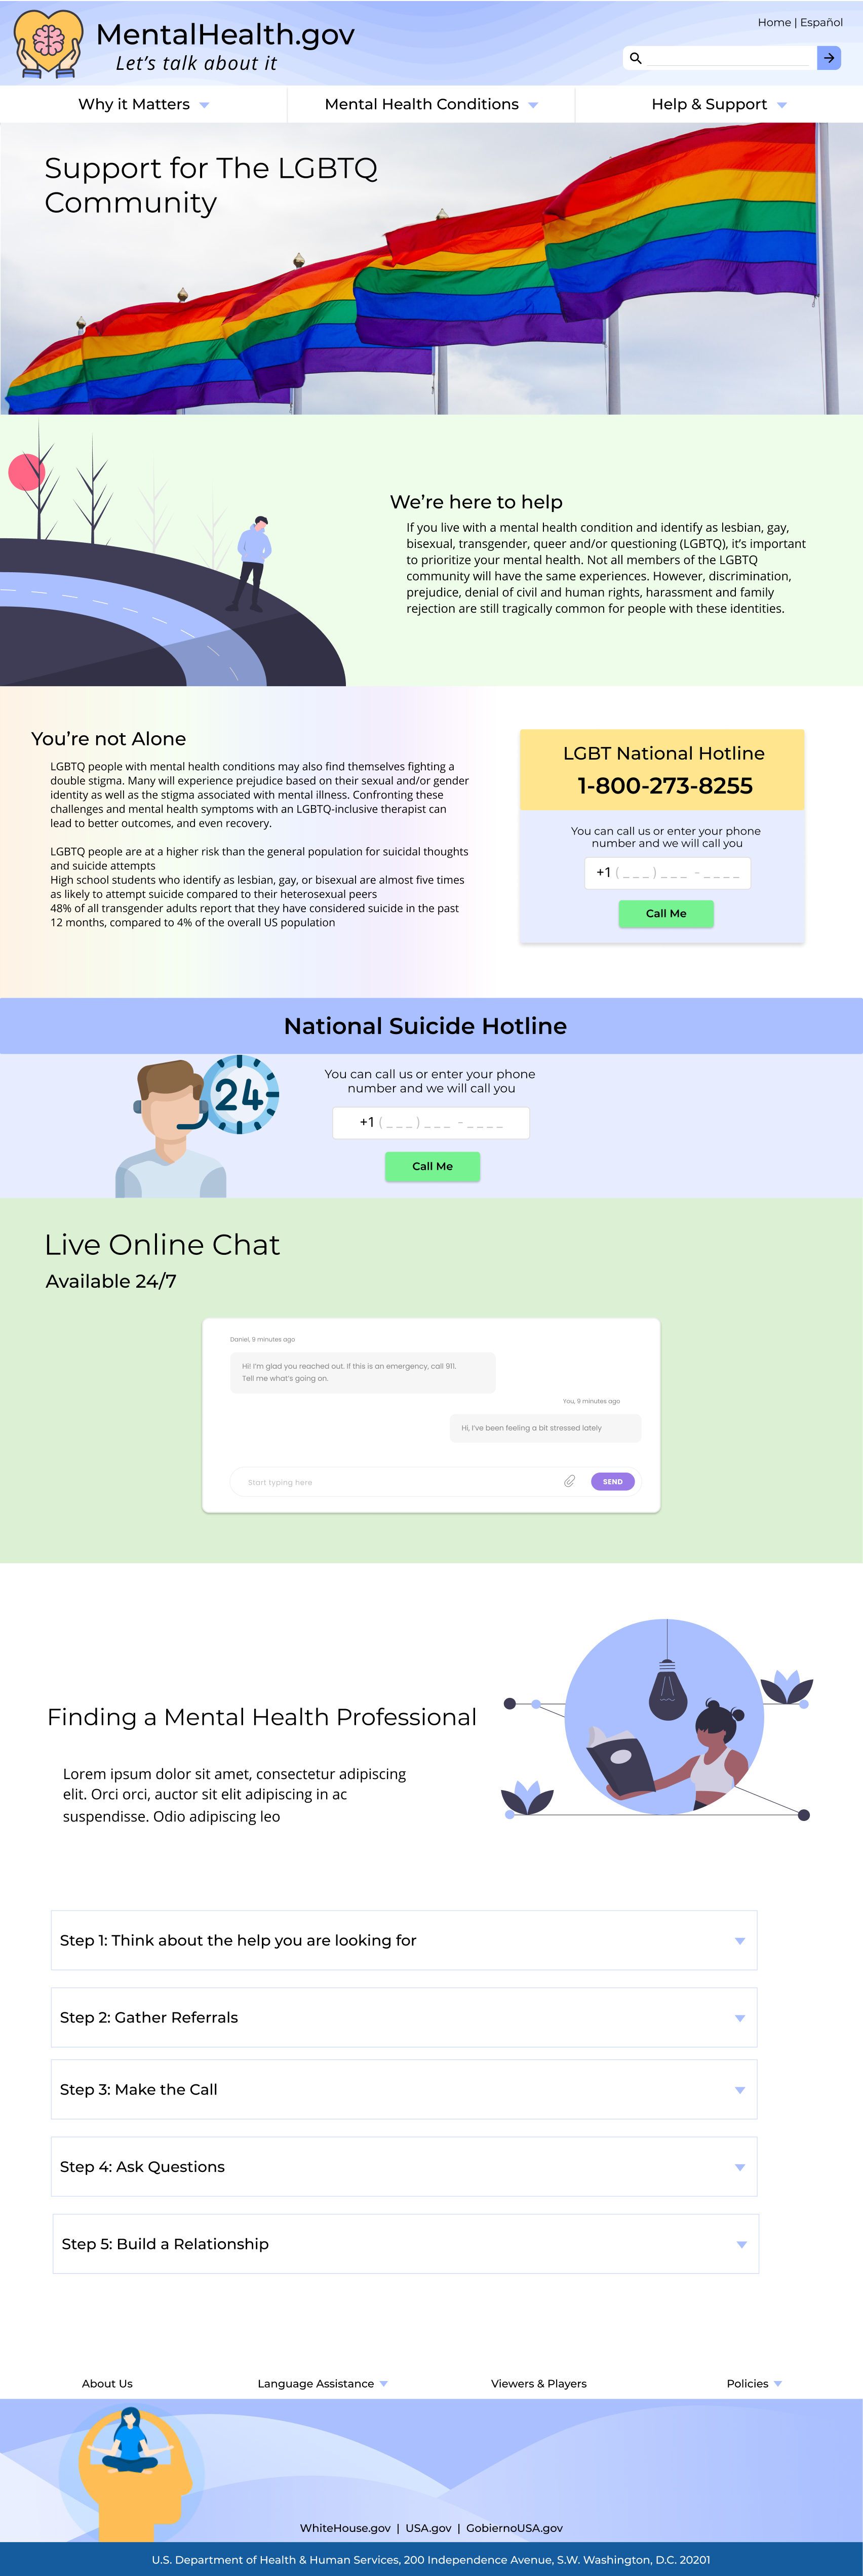 MentalHealth.gov
Let's talk about it
Home | Español
Why it Matters
Mental Health Conditions
Help & Support
Support for The LGBTQ
Community
We're here to help
If you live with a mental health condition and identify as lesbian, gay,
bisexual, transgender, queer and/or questioning (LGBTQ), it's important
to prioritize your mental health. Not all members of the LGBTQ
community will have the same experiences. However, discrimination,
prejudice, denial of civil and human rights, harassment and family
rejection are still tragically common for people with these identities.
You're not Alone
LGBTQ people with mental health conditions may also find themselves fighting a
double stigma. Many will experience prejudice based on their sexual and/or gender
identity as well as the stigma associated with mental illness. Confronting these
challenges and mental health symptoms with an LGBTQ-inclusive therapist can
lead to better outcomes, and even recovery.
LGBTQ people are at a higher risk than the general population for suicidal thoughts
and suicide attempts
High school students who identify as lesbian, gay, or bisexual are almost five times
as likely to attempt suicide compared to their heterosexual peers
48% of all transgender adults report that they have considered suicide in the past
12 months, compared to 4% of the overall US population
LGBT National Hotline
1-800-273-8255
You can call us or enter your phone
number and we will call you
+1 ( _ _ _ ) _ _ _ - _ _ _ _
Call Me
National Suicide Hotline
24
You can call us or enter your phone
number and we will call you
+1 ( _ _ _ ) _ _ _ - _ _ _ _
Call Me
Live Online Chat
Available 24/7
Daniel, 9 minutes ago
Hi! I'm glad you reached out. If this is an emergency, call 911.
Tell me what's going on.
You, 9 minutes ago
Hi, I've been feeling a bit stressed lately
Start typing here
SEND
Finding a Mental Health Professional
Lorem ipsum dolor sit amet, consectetur adipiscing
elit. Orci orci, auctor sit elit adipiscing in ac
suspendisse. Odio adipiscing leo
Step 1: Think about the help you are looking for
Step 2: Gather Referrals
Step 3: Make the Call
Step 4: Ask Questions
Step 5: Build a Relationship
About Us
Language Assistance
Viewers & Players
Policies
WhiteHouse.gov | USA.gov | GobiernoUSA.gov
U.S. Department of Health & Human Services, 200 Independence Avenue, S.W. Washington, D.C. 20201